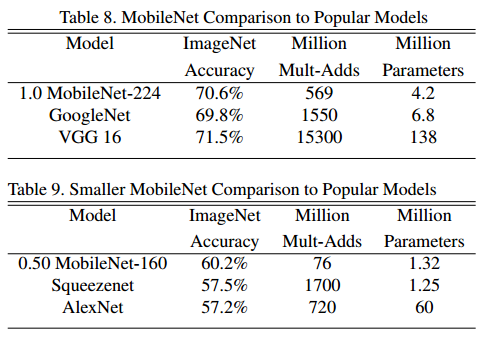 Table 8. MobileNet Comparison to Popular Models
Model ImageNet Million Million
Accuracy Mult-Adds Parameters
1.0 MobileNet-224 70.6% 569 4.2
GoogleNet 69.8% 1550 6.8
VGG 16 71.5% 15300 138
Table 9. Smaller MobileNet Comparison to Popular Models
Model ImageNet Million Million
Accuracy Mult-Adds Parameters
0.50 MobileNet-160 60.2% 76 1.32
Squeezenet 57.5% 1700 1.25
AlexNet 57.2% 720 60